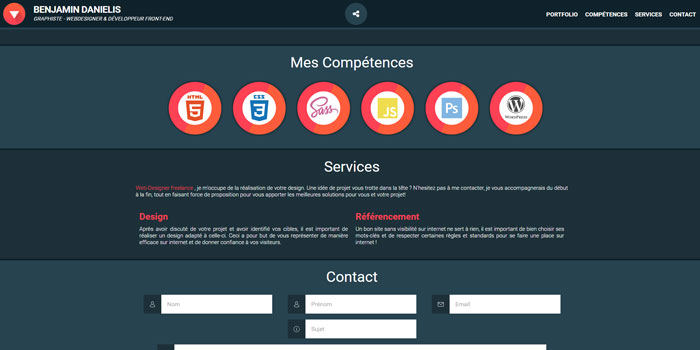 BENJAMIN DANIELIS
GRAPHISTE - WEBDESIGNER & DÉVELOPPEUR FRONT-END
PORTFOLIO COMPÉTENCES SERVICES CONTACT
Mes Compétences
HTML 5
CSS 3
Sass
JS
Ps
WordPress
Services
Web-Designer freelance , je m'occupe de la réalisation de votre design. Une idée de projet vous trotte dans la tête ? N'hesitez pas à me contacter, je vous accompagnerais du début
à la fin, tout en faisant force de proposition pour vous apporter les meilleures solutions pour vous et votre projet!
Design
Après avoir discuté de votre projet et avoir identifié vos cibles, il est important de
réaliser un design adapté à celle-ci. Ceci a pour but de vous représenter de manière
efficace sur internet et de donner confiance à vos visiteurs.
Référencement
Un bon site sans visibilité sur internet ne sert à rien, il est important de bien choisir ses
mots-clés et de respecter certaines règles et standards pour se faire une place sur
internet !
Contact
Nom
Prénom
Email
Sujet